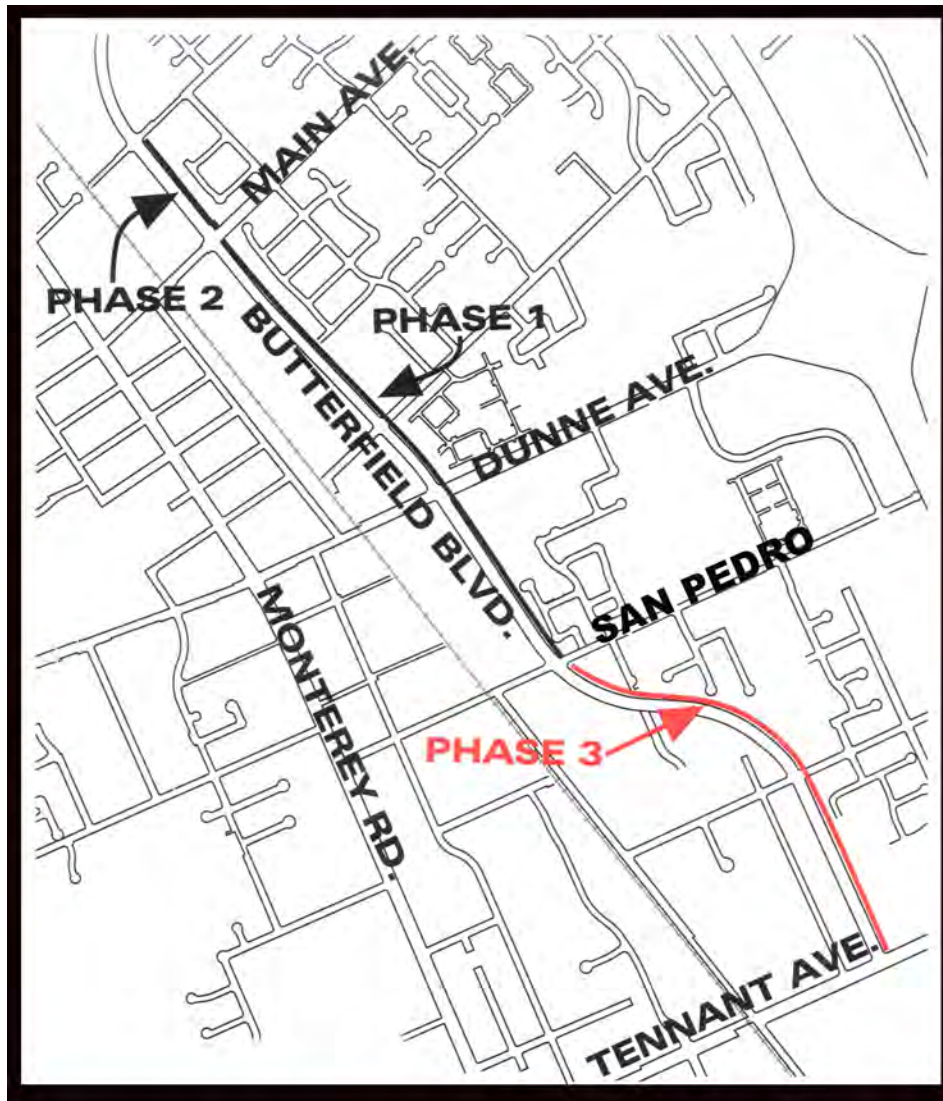 MAIN AVE.
PHASE 2
PHASE 1
BUTTERFIELD BLVD.
DUNNE AVE.
SAN PEDRO
MONTEREY RD.
PHASE 3
TENNANT AVE.